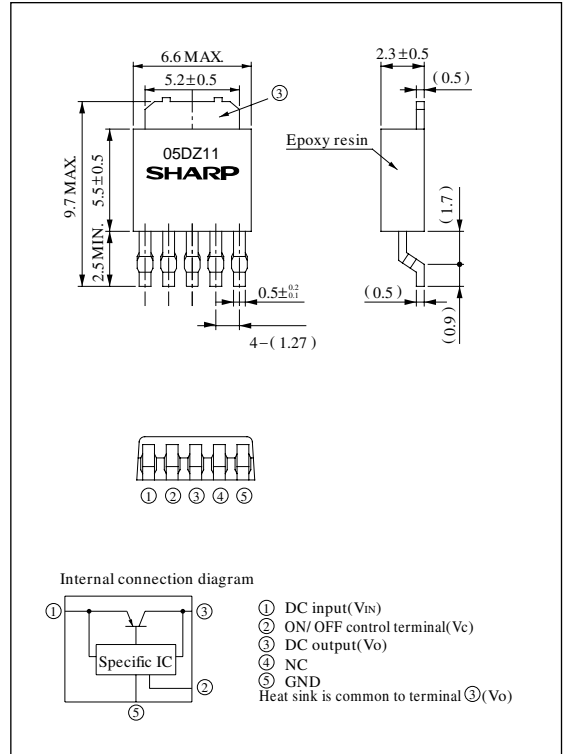 6.6 MAX.
5.2±0.5
③
9.7 MAX.
5.5±0.5
2.5 MIN.
05DZ11
SHARP
0.5±0.2 0.1
4−( 1.27 )
2.3±0.5
( 0.5 )
Epoxy resin
( 1.7 )
( 0.5 )
( 0.9 )
① ② ③ ④ ⑤
Internal connection diagram
①
③
Specific IC
②
⑤
① DC input(VIN)
② ON/ OFF control terminal(Vc)
③ DC output(Vo)
④ NC
⑤ GND
Heat sink is common to terminal ③(Vo)